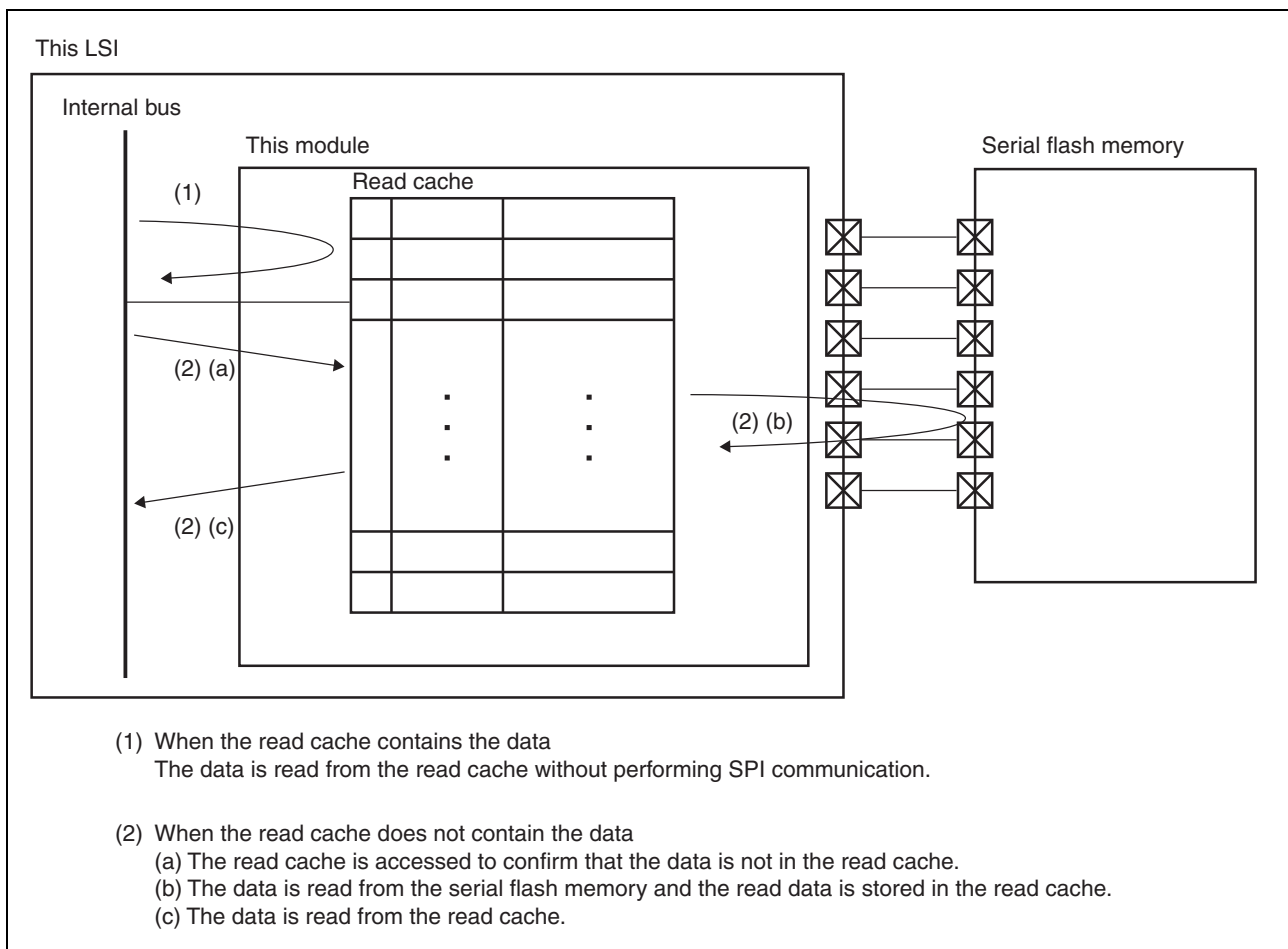 This LSI
Internal bus
This module
Serial flash memory
Read cache
(1)
(2) (a)
(2) (b)
(2) (c)
(1) When the read cache contains the data
The data is read from the read cache without performing SPI communication.
(2) When the read cache does not contain the data
(a) The read cache is accessed to confirm that the data is not in the read cache.
(b) The data is read from the serial flash memory and the read data is stored in the read cache.
(c) The data is read from the read cache.